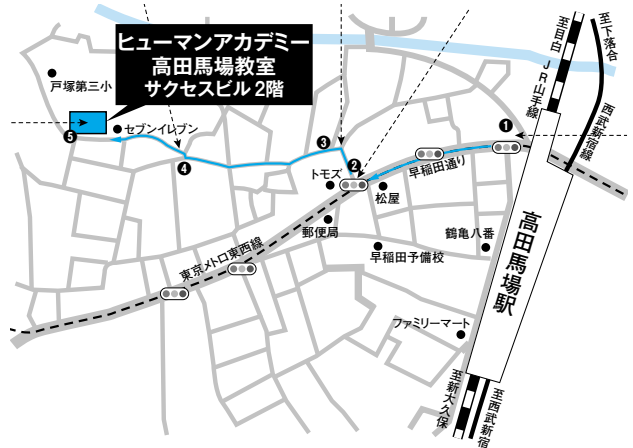 ヒューマンアカデミー
高田馬場教室
サクセスビル 2階
戸塚第三小
セブンイレブン
5
4
3
2
1
トモズ
松屋
早稲田通り
郵便局
早稲田予備校
鶴亀八番
東京メトロ東西線
ファミリーマート
高田馬場駅
至目白
JR山手線
至下落合
西武新宿線
至新大久保
至西武新宿